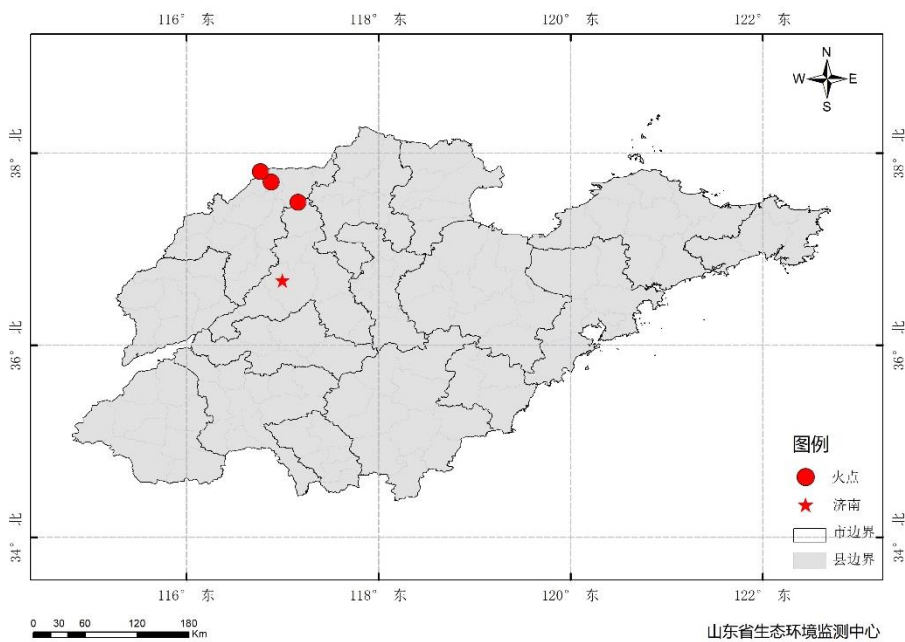 116° 东 118° 东 120° 东 122° 东
N
W E
S
38° 北 38° 北
36° 北 36° 北
34° 北 34° 北
图例
火点
济南
市边界
县边界
116° 东 118° 东 120° 东 122° 东
0 30 60 120 180
Km
山东省生态环境监测中心